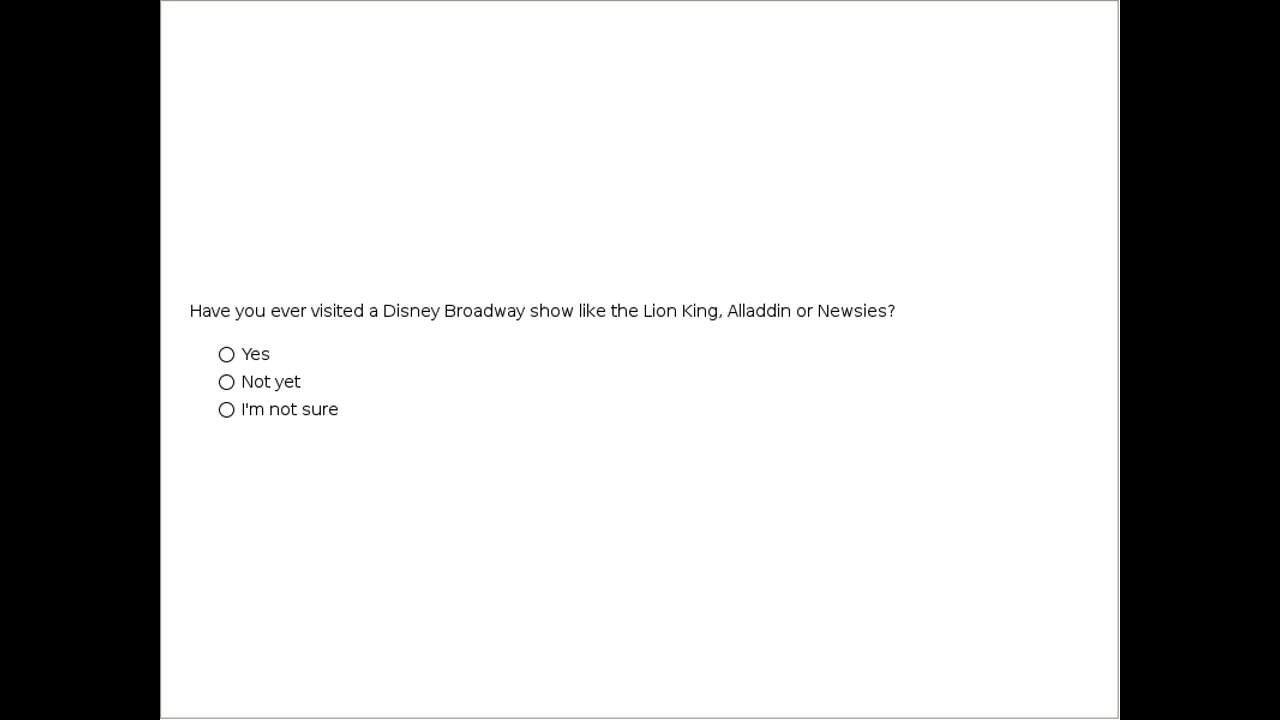 Have you ever visited a Disney Broadway show like the Lion King, Alladdin or Newsies?
Yes
Not yet
I'm not sure